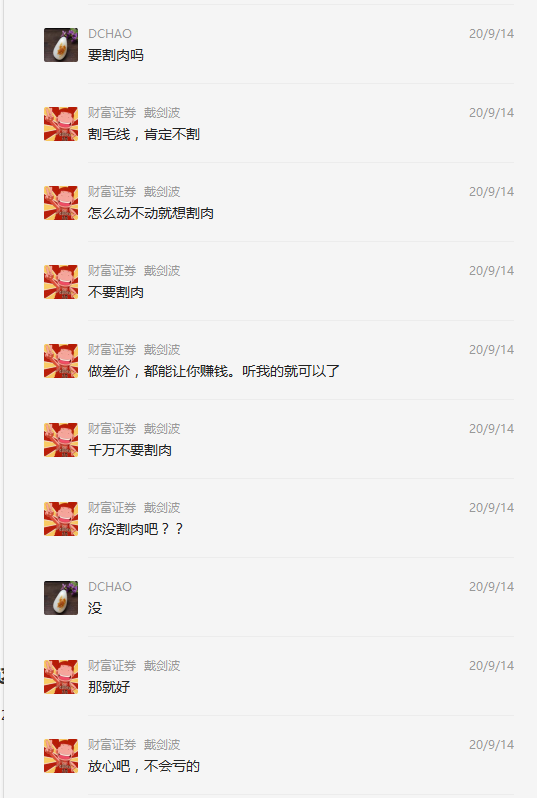 DCHAO 20/9/14
要割肉吗
财富证券 戴剑波 20/9/14
割毛线，肯定不割
财富证券 戴剑波 20/9/14
怎么动不动就想割肉
财富证券 戴剑波 20/9/14
不要割肉
财富证券 戴剑波 20/9/14
做差价，都能让你赚钱。听我的就可以了
财富证券 戴剑波 20/9/14
千万不要割肉
财富证券 戴剑波 20/9/14
你没割肉吧？？
DCHAO 20/9/14
没
财富证券 戴剑波 20/9/14
那就好
财富证券 戴剑波 20/9/14
放心吧，不会亏的